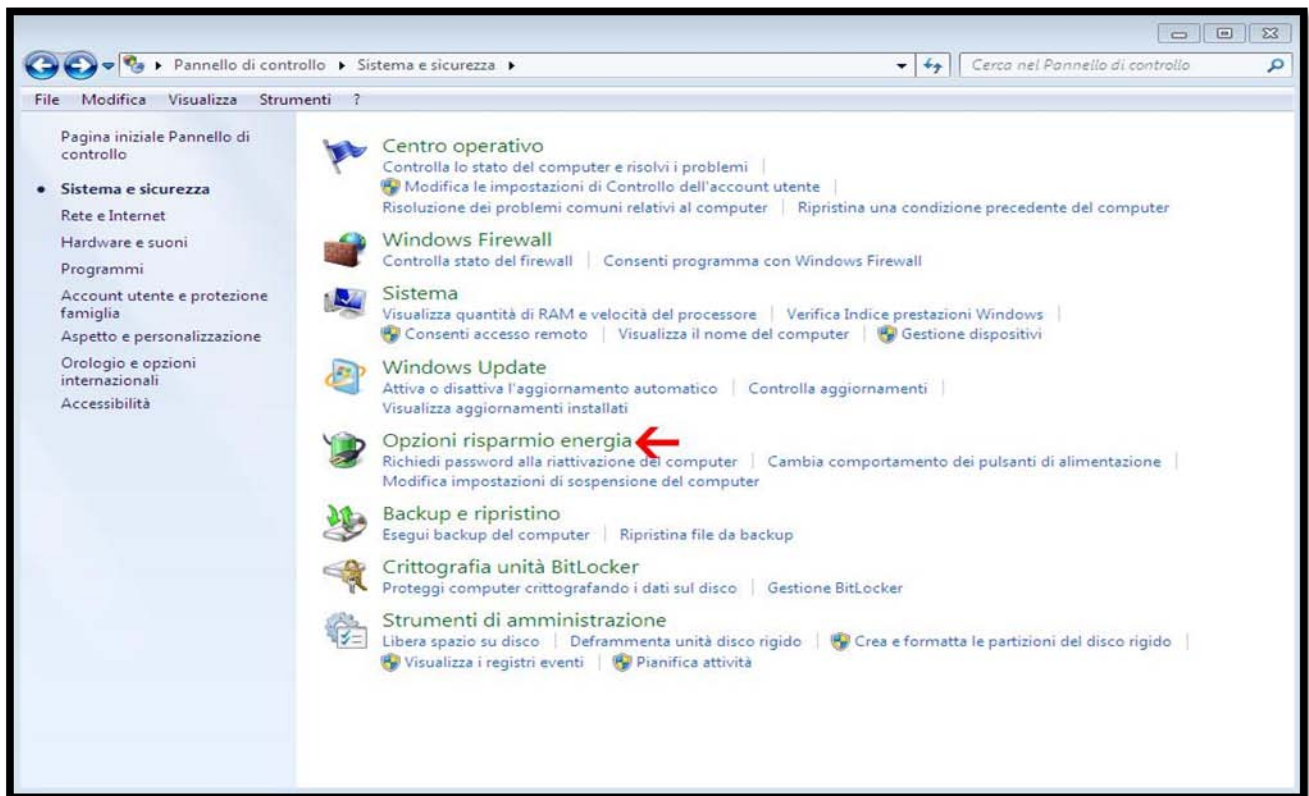 Pannello di controllo ▸ Sistema e sicurezza ▸
Cerca nel Pannello di controllo
File Modifica Visualizza Strumenti ?
Pagina iniziale Pannello di
controllo
Sistema e sicurezza
Rete e Internet
Hardware e suoni
Programmi
Account utente e protezione
famiglia
Aspetto e personalizzazione
Orologio e opzioni
internazionali
Accessibilità
Centro operativo
Controlla lo stato del computer e risolvi i problemi
Modifica le impostazioni di Controllo dell'account utente
Risoluzione dei problemi comuni relativi al computer | Ripristina una condizione precedente del computer
Windows Firewall
Controlla stato del firewall | Consenti programma con Windows Firewall
Sistema
Visualizza quantità di RAM e velocità del processore | Verifica Indice prestazioni Windows
Consenti accesso remoto | Visualizza il nome del computer | Gestione dispositivi
Windows Update
Attiva o disattiva l'aggiornamento automatico | Controlla aggiornamenti
Visualizza aggiornamenti installati
Opzioni risparmio energia
Richiedi password alla riattivazione del computer | Cambia comportamento dei pulsanti di alimentazione
Modifica impostazioni di sospensione del computer
Backup e ripristino
Esegui backup del computer | Ripristina file da backup
Crittografia unità BitLocker
Proteggi computer crittografando i dati sul disco | Gestione BitLocker
Strumenti di amministrazione
Libera spazio su disco | Deframmenta unità disco rigido | Crea e formatta le partizioni del disco rigido
Visualizza i registri eventi | Pianifica attività